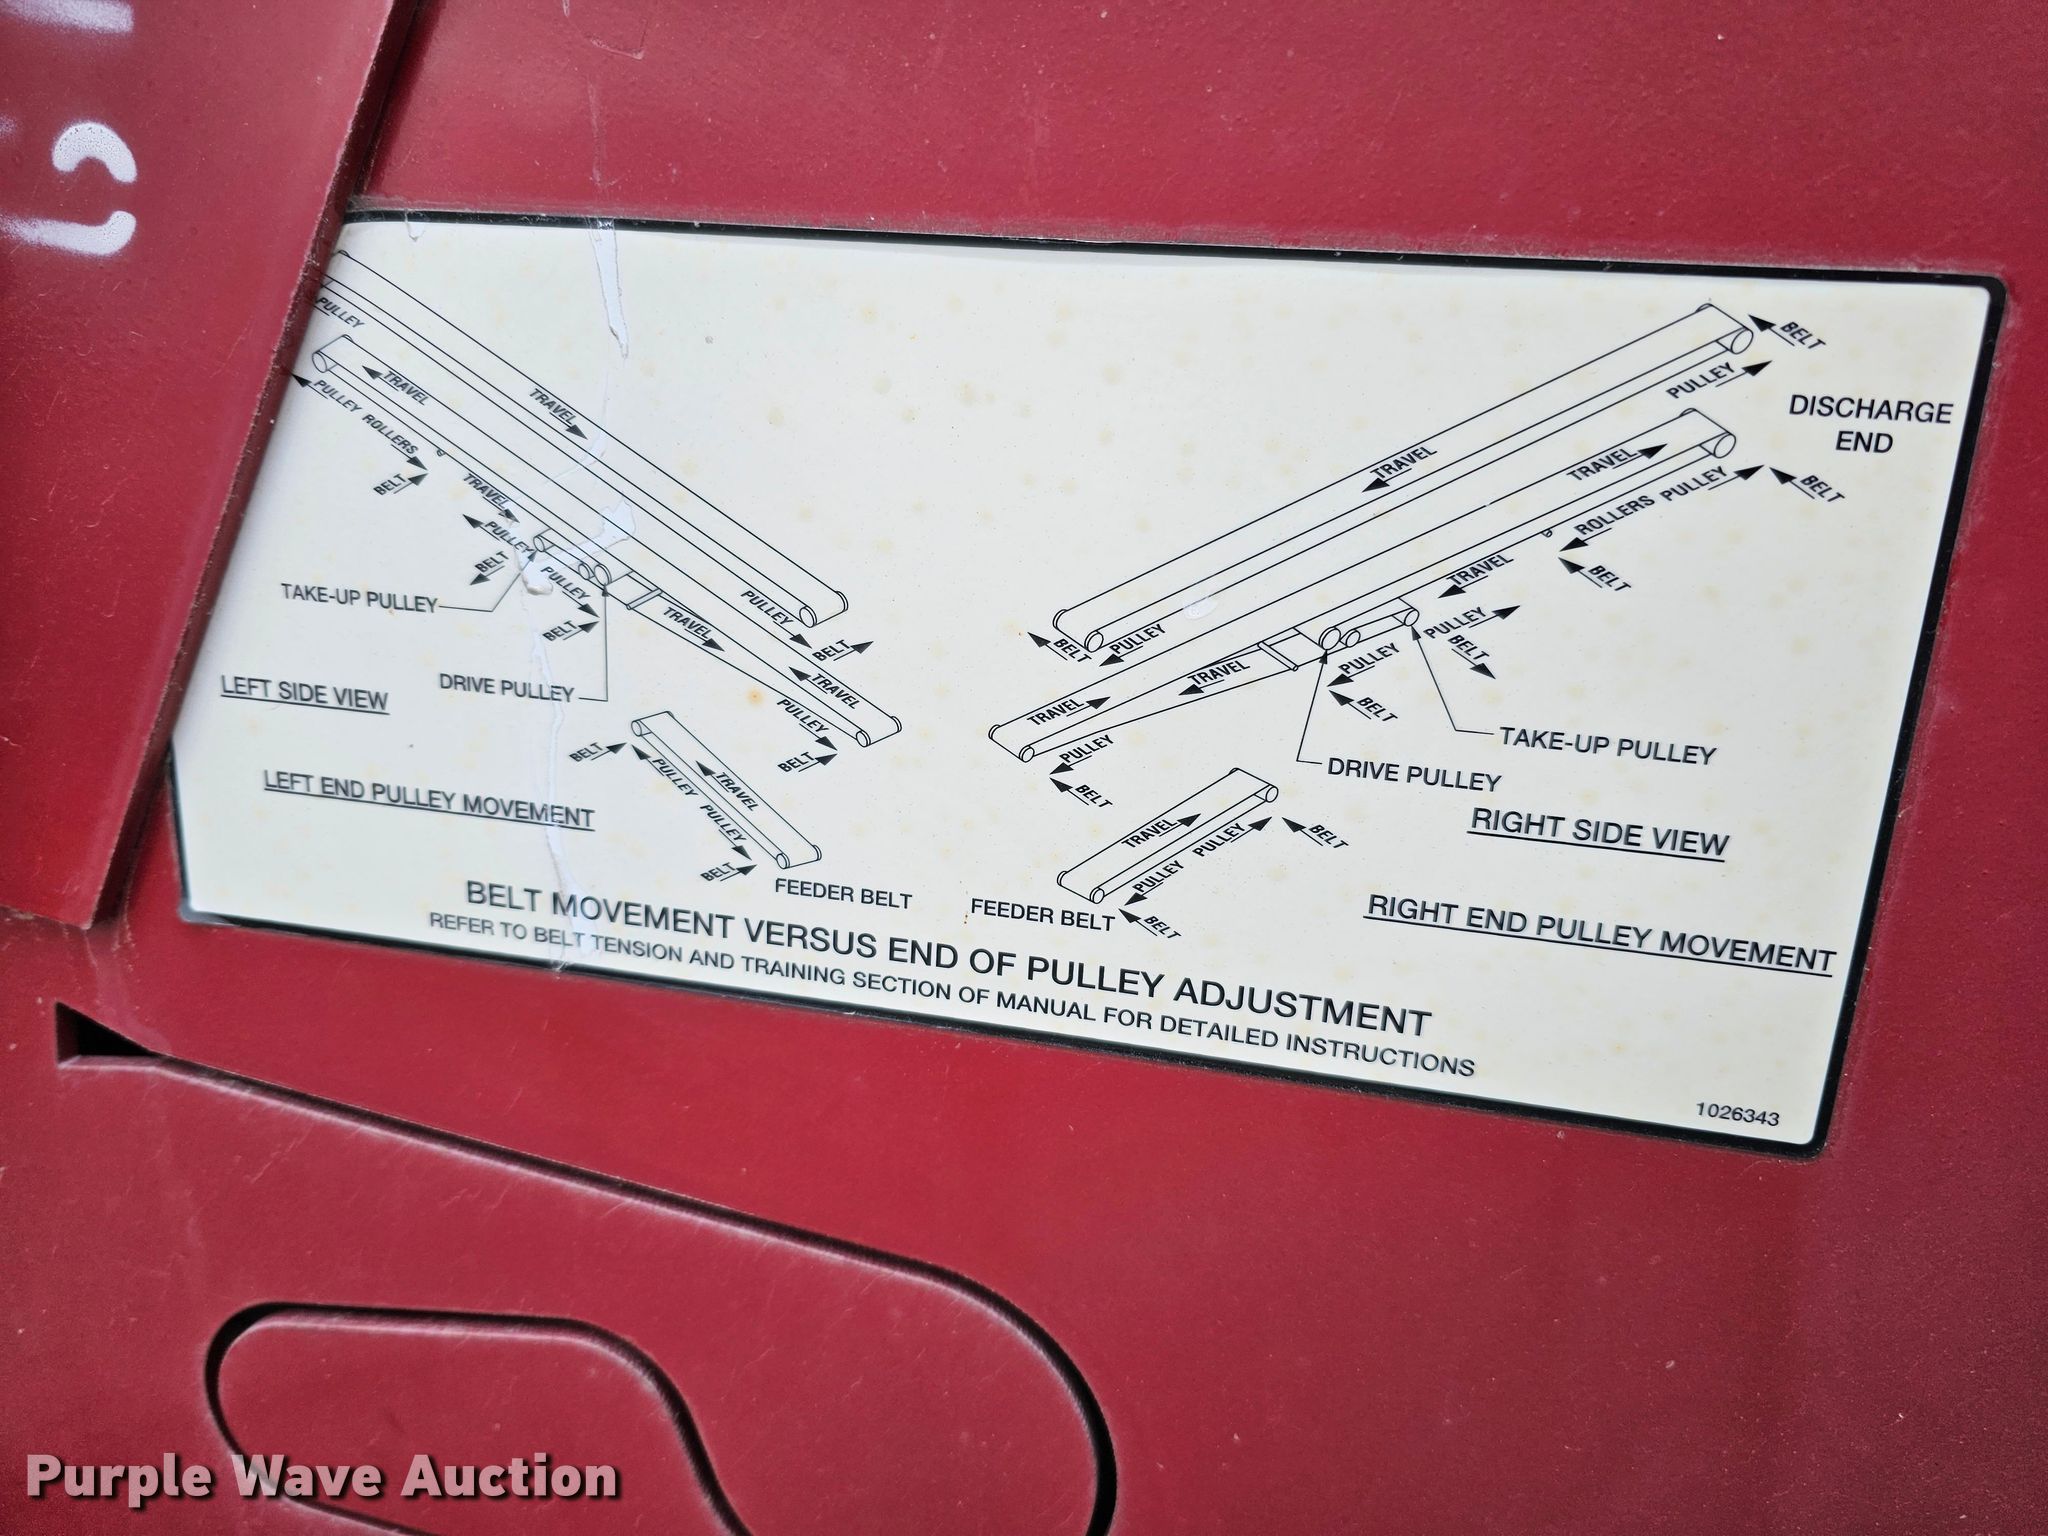 PULLEY
TRAVEL
TRAVEL
PULLEY ROLLERS
BELT
TRAVEL
PULLEY
BELT
PULLEY
BELT
TAKE-UP PULLEY
DRIVE PULLEY
TRAVEL
PULLEY
BELT
TRAVEL
PULLEY
BELT
LEFT SIDE VIEW
LEFT END PULLEY MOVEMENT
BELT
PULLEY
TRAVEL
PULLEY
BELT
FEEDER BELT
BELT
PULLEY
DISCHARGE
END
TRAVEL
TRAVEL
ROLLERS PULLEY
BELT
BELT
TRAVEL
BELT
PULLEY
PULLEY
BELT
PULLEY
BELT
TRAVEL
TRAVEL
PULLEY
BELT
TAKE-UP PULLEY
DRIVE PULLEY
RIGHT SIDE VIEW
TRAVEL
PULLEY
BELT
PULLEY
BELT
FEEDER BELT
RIGHT END PULLEY MOVEMENT
BELT MOVEMENT VERSUS END OF PULLEY ADJUSTMENT
REFER TO BELT TENSION AND TRAINING SECTION OF MANUAL FOR DETAILED INSTRUCTIONS
1026343
Purple Wave Auction